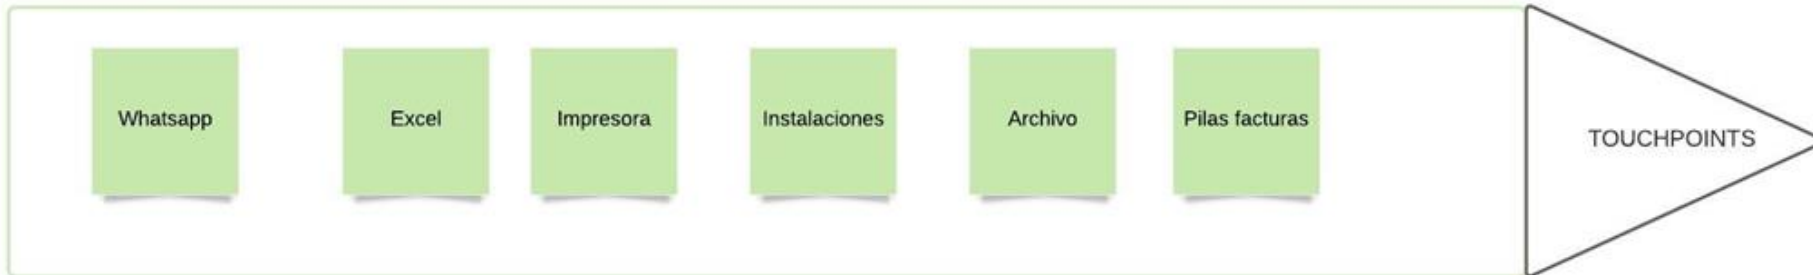 Whatsapp
Excel
Impresora
Instalaciones
Archivo
Pilas facturas
TOUCHPOINTS